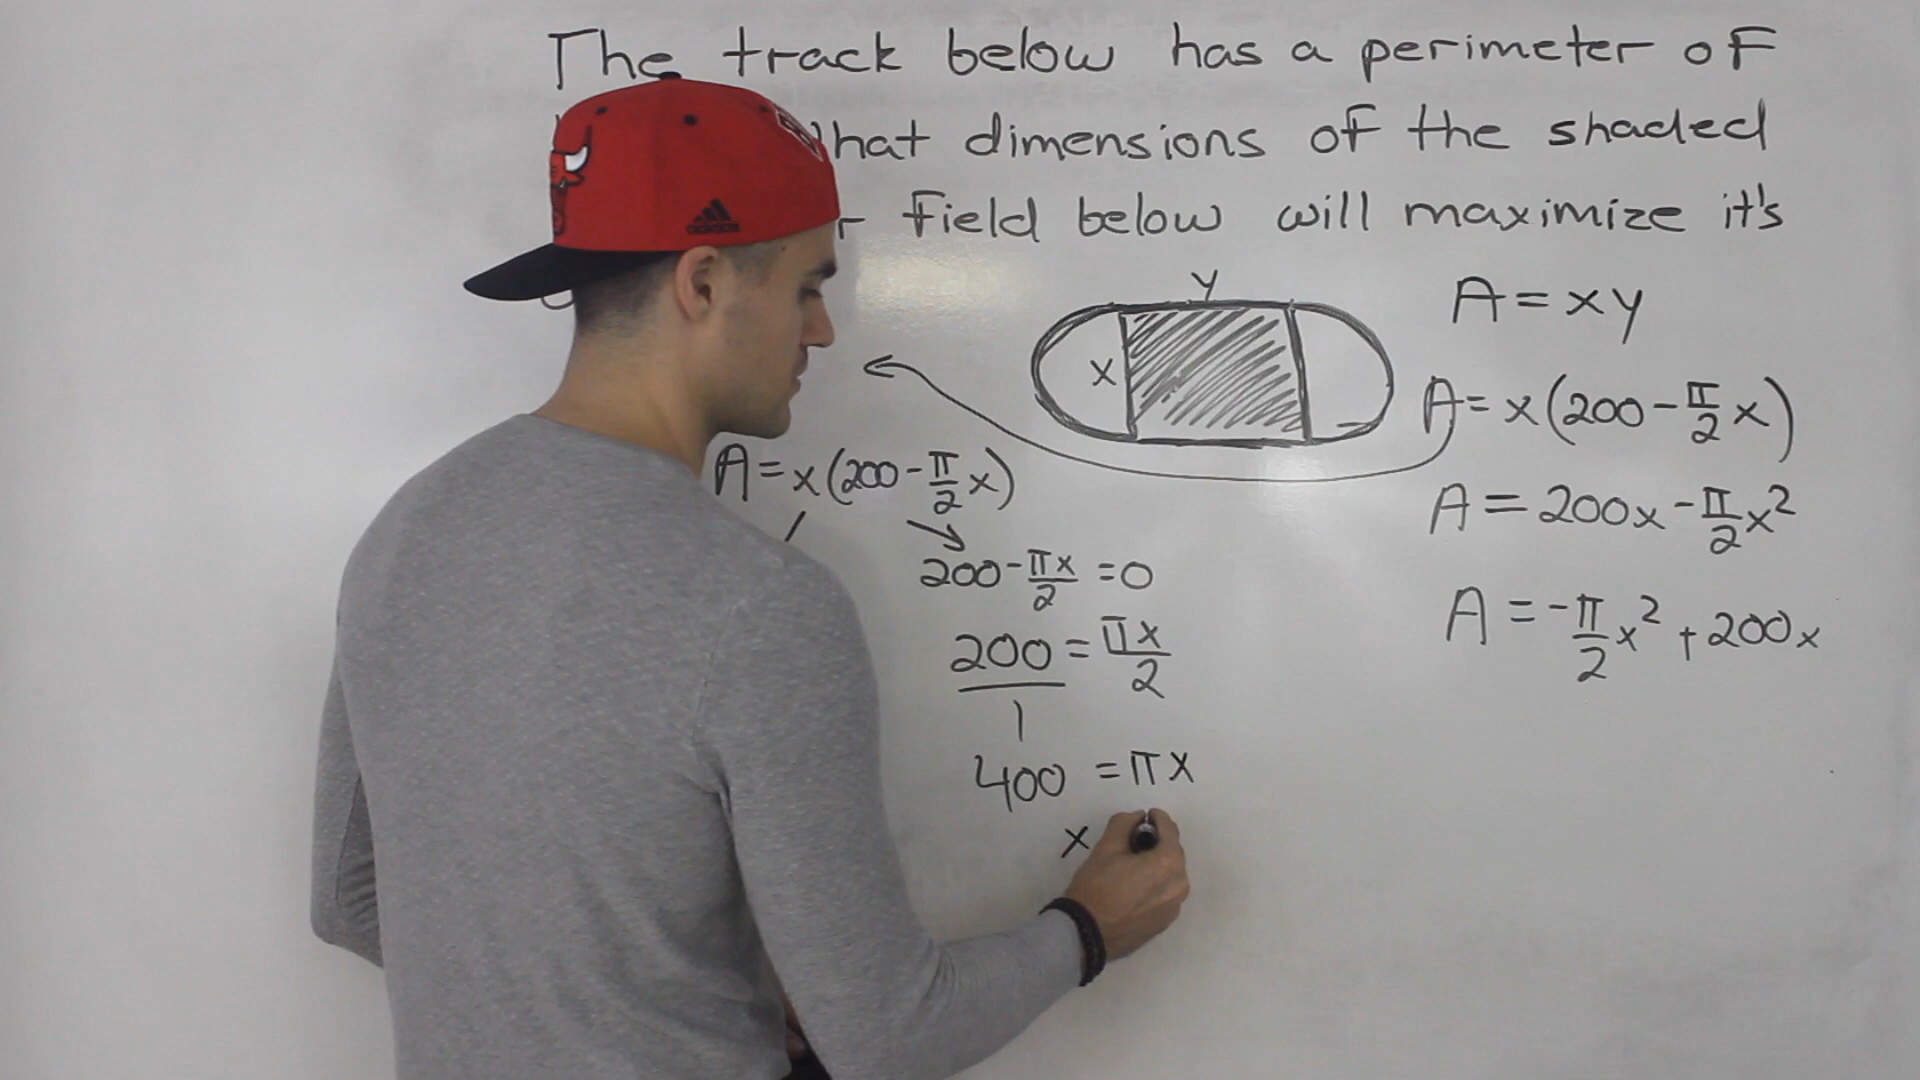 The track below has a perimeter of
hat dimensions of the shaded
r field below will maximize it's
y
x
A = xy
A = x(200 - π/2 x)
A = 200x - π/2 x²
A = -π/2 x² + 200x
A = x(200 - π/2 x)
200 - πx/2 = 0
200/1 = πx/2
400 = πx
x
adidas